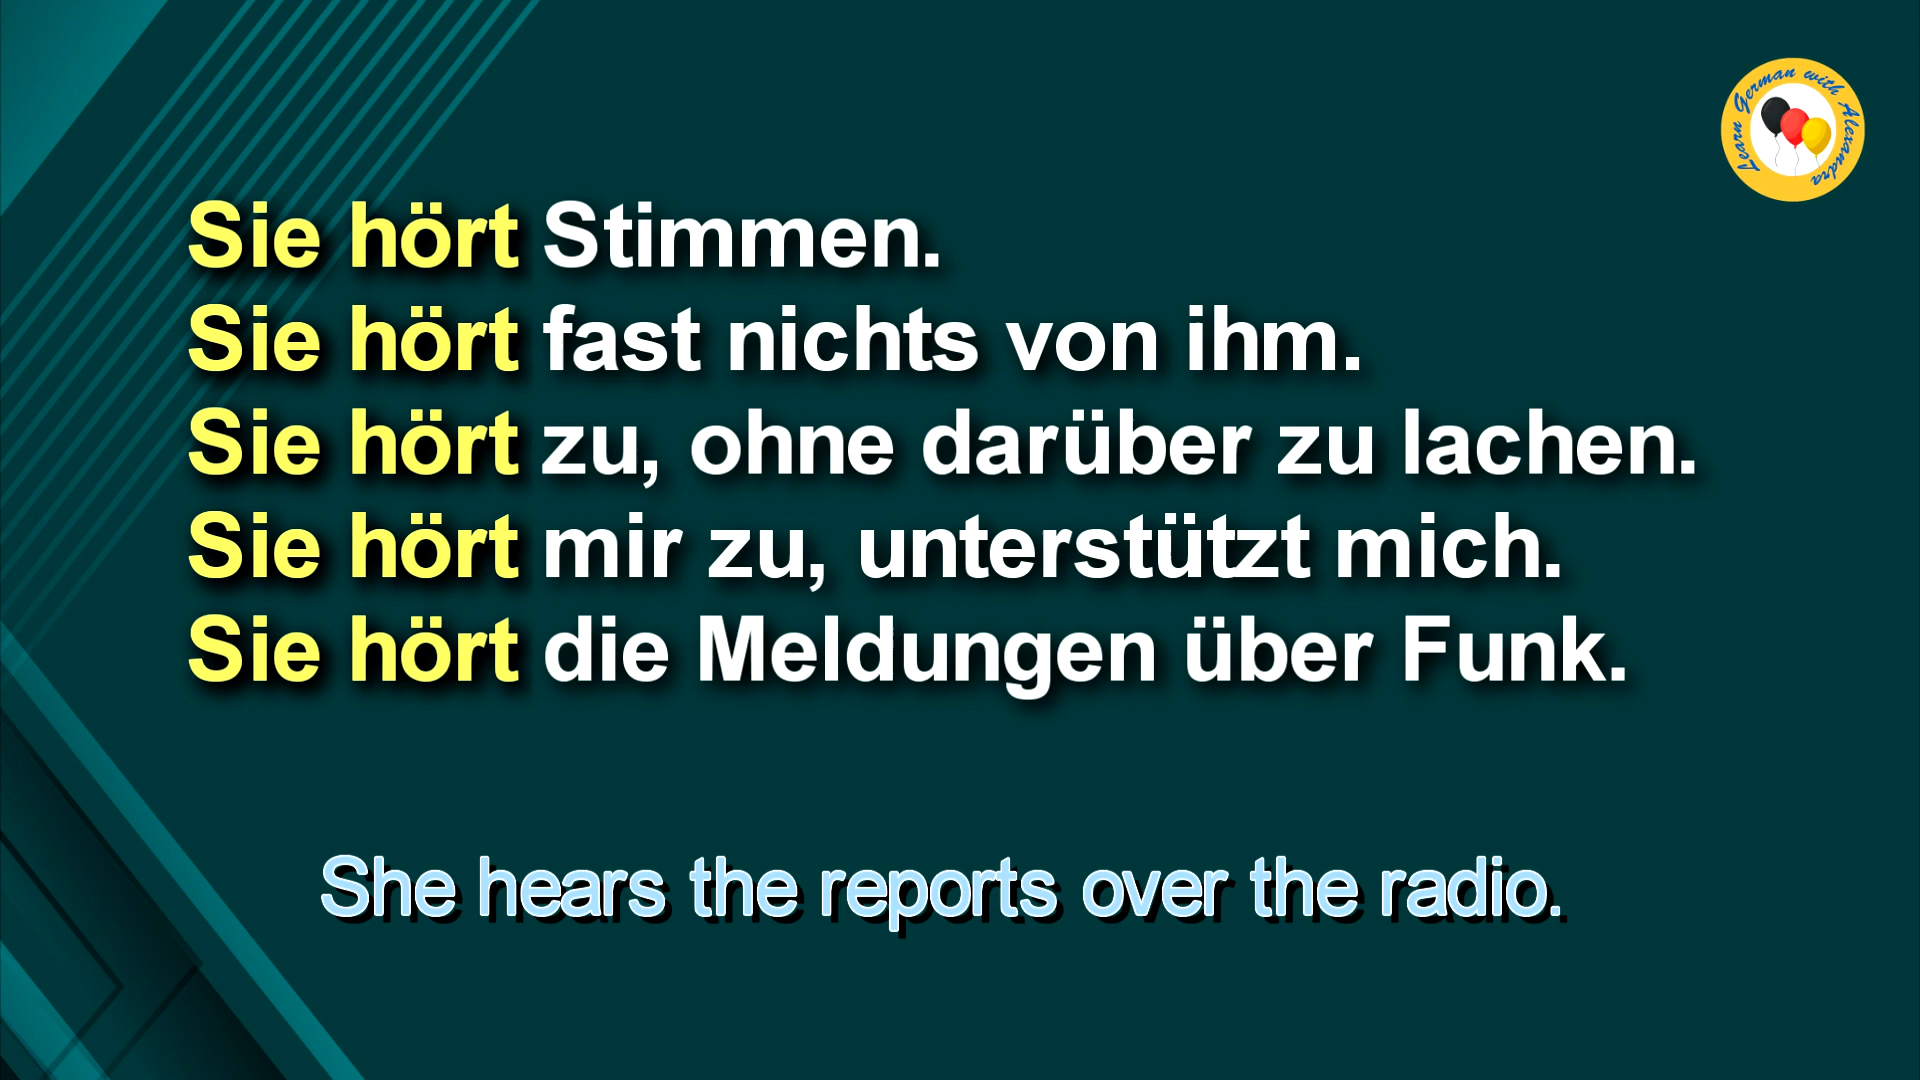 Learn German with Alexandra
Sie hört Stimmen.
Sie hört fast nichts von ihm.
Sie hört zu, ohne darüber zu lachen.
Sie hört mir zu, unterstützt mich.
Sie hört die Meldungen über Funk.
She hears the reports over the radio.